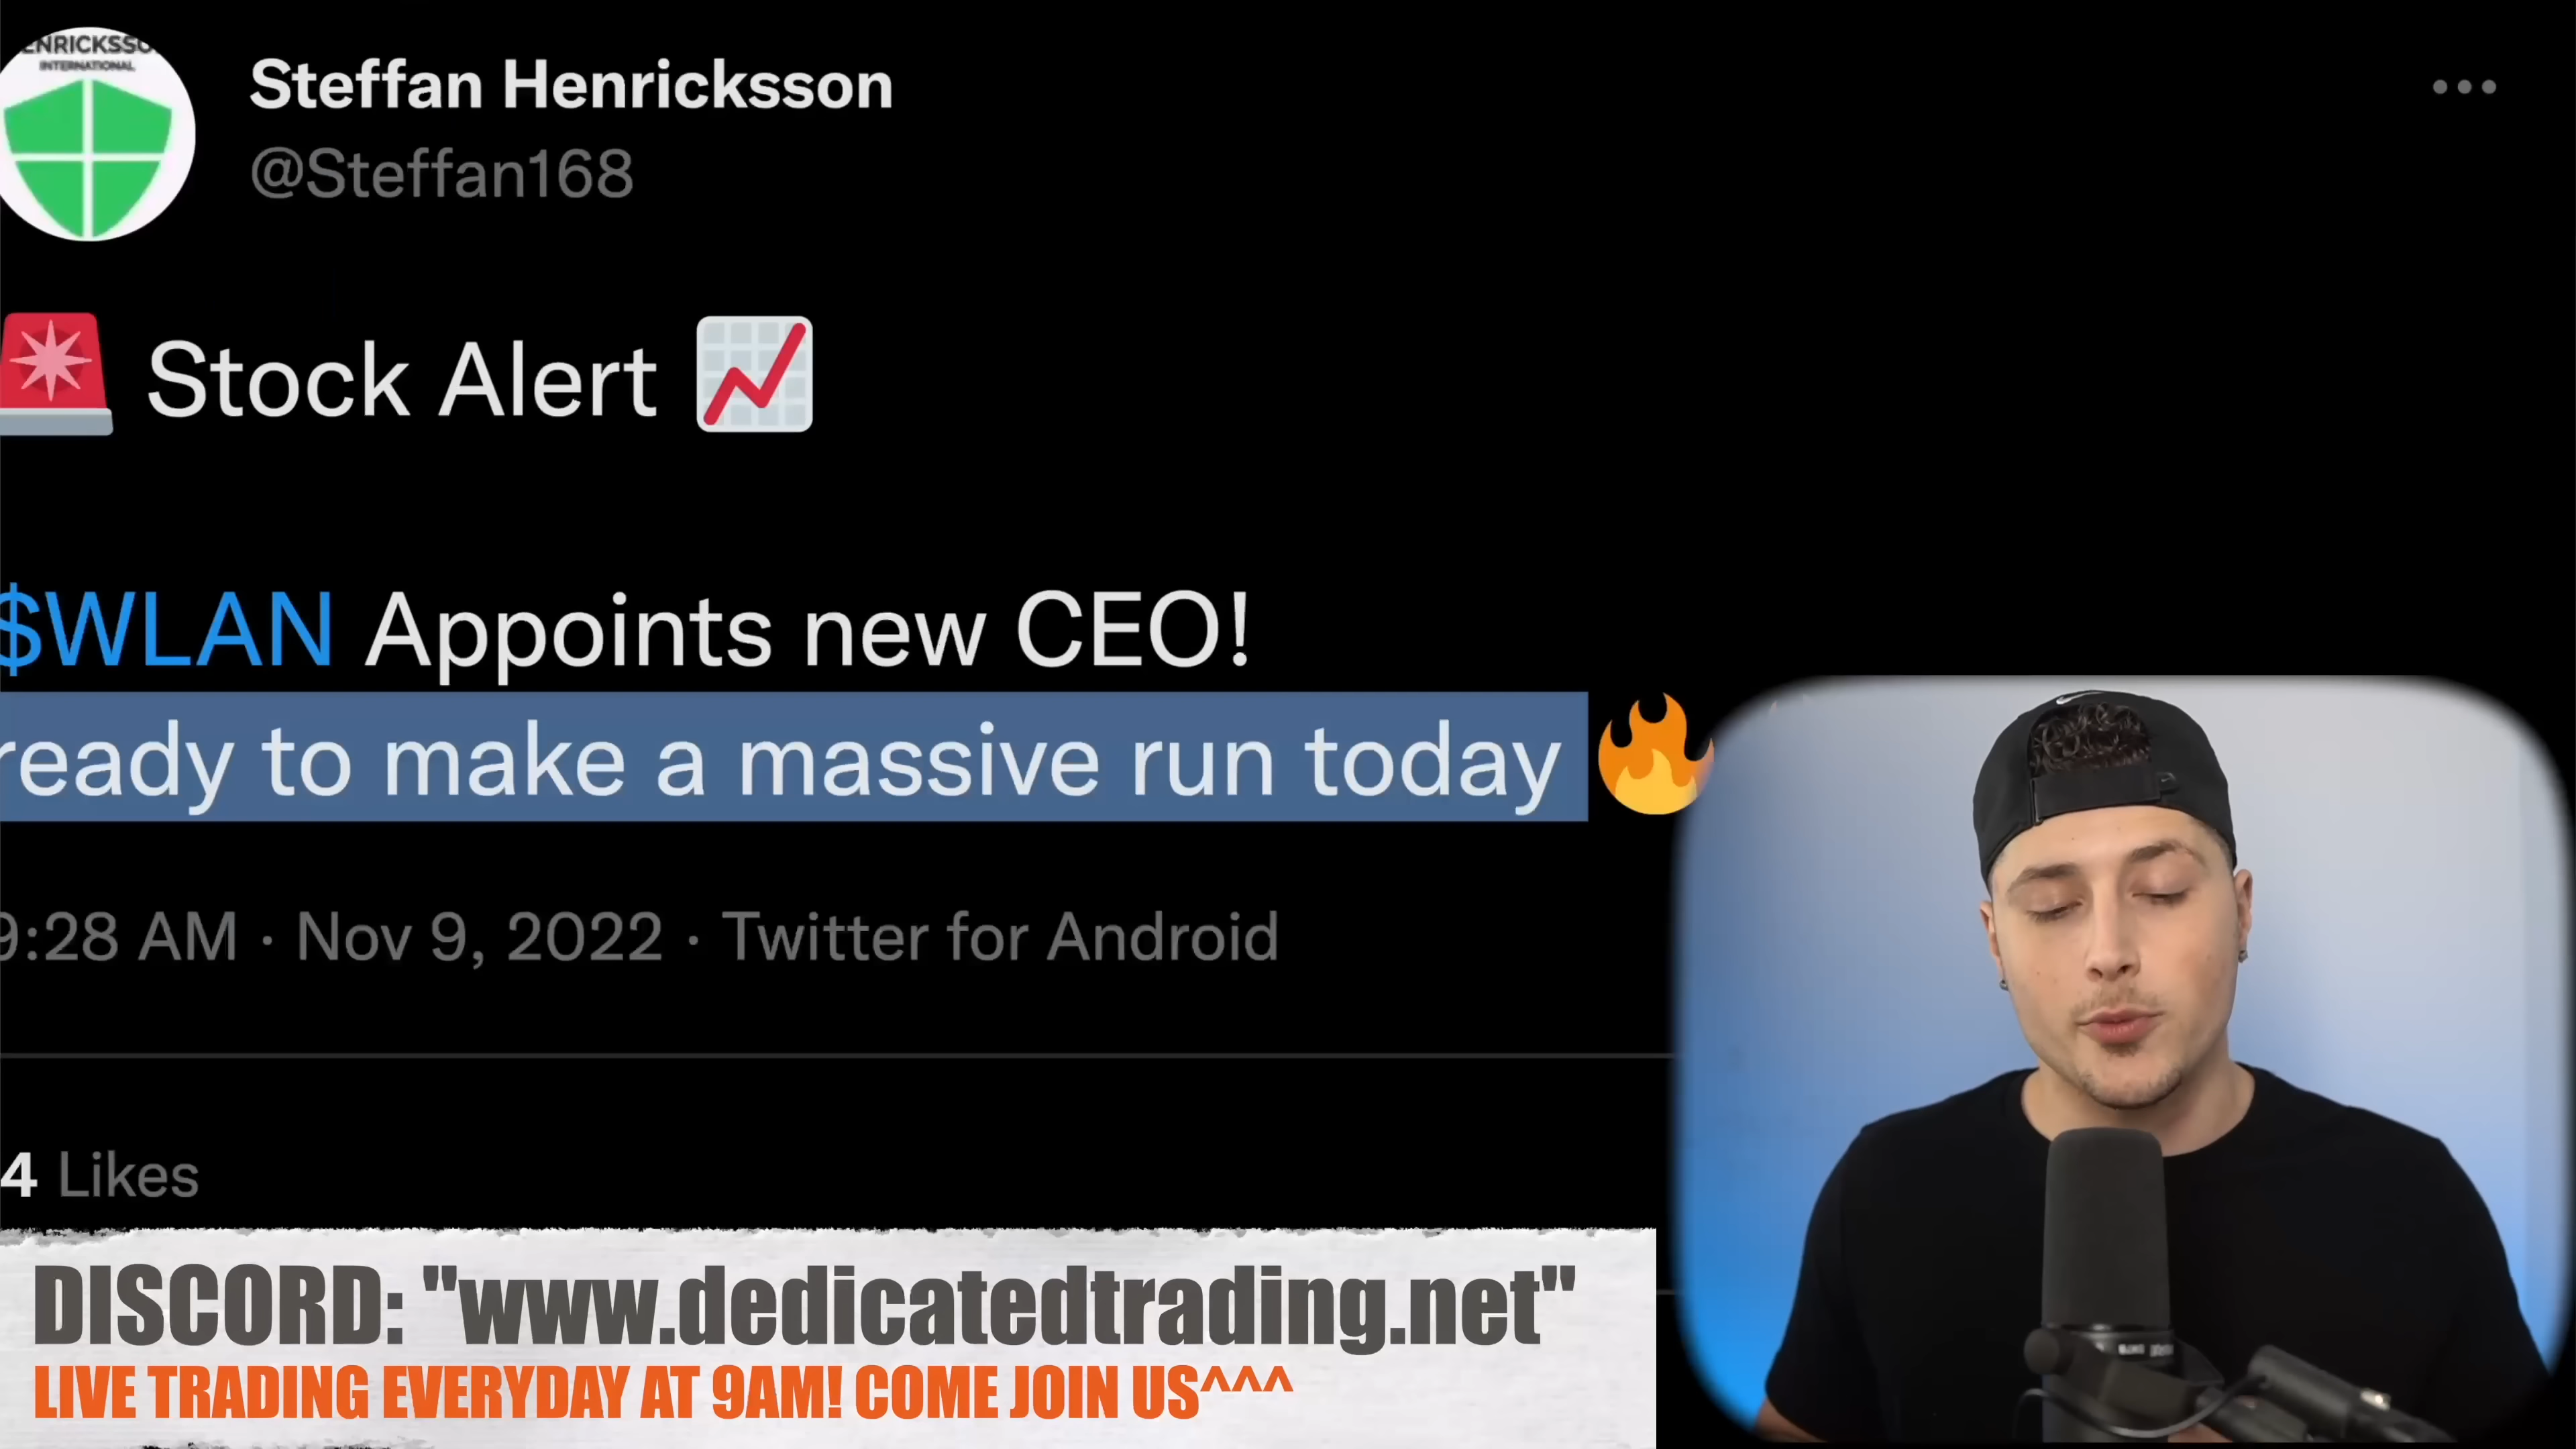 ENRICKSSO
INTERNATIONAL
Steffan Henricksson
@Steffan168
Stock Alert
$WLAN Appoints new CEO!
ready to make a massive run today
9:28 AM · Nov 9, 2022 · Twitter for Android
4 Likes
DISCORD: "www.dedicatedtrading.net"
LIVE TRADING EVERYDAY AT 9AM! COME JOIN US^^^